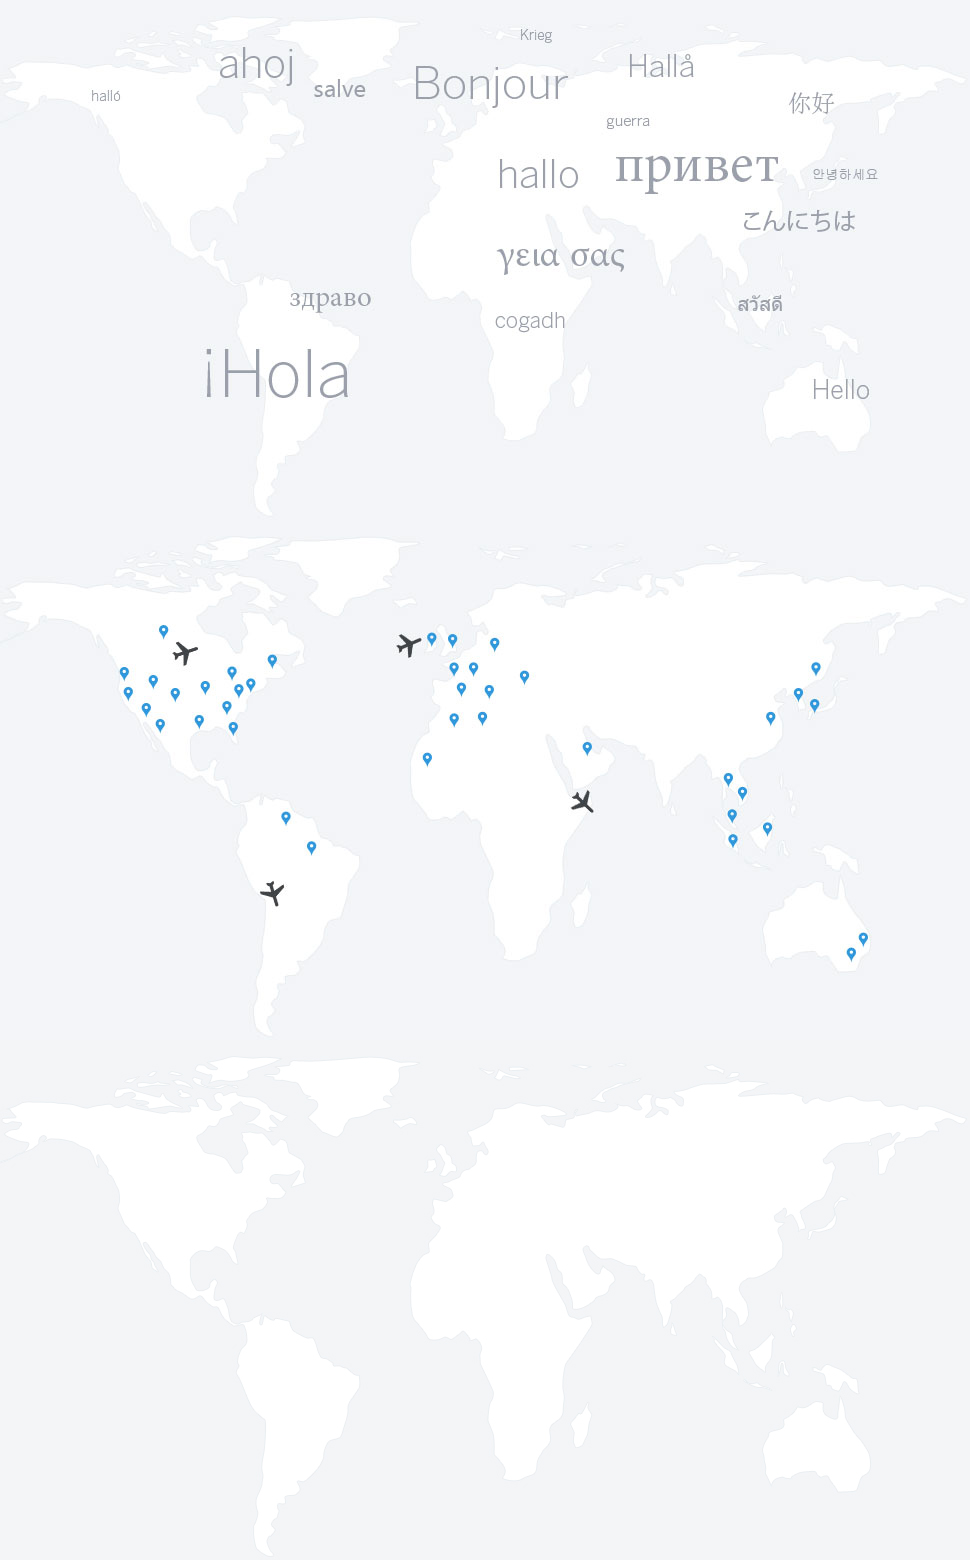 Krieg
ahoj
Hallå
Bonjour
salve
halló
你好
guerra
привет
hallo
안녕하세요
こんにちは
γεια σας
здраво
สวัสดี
cogadh
¡Hola
Hello